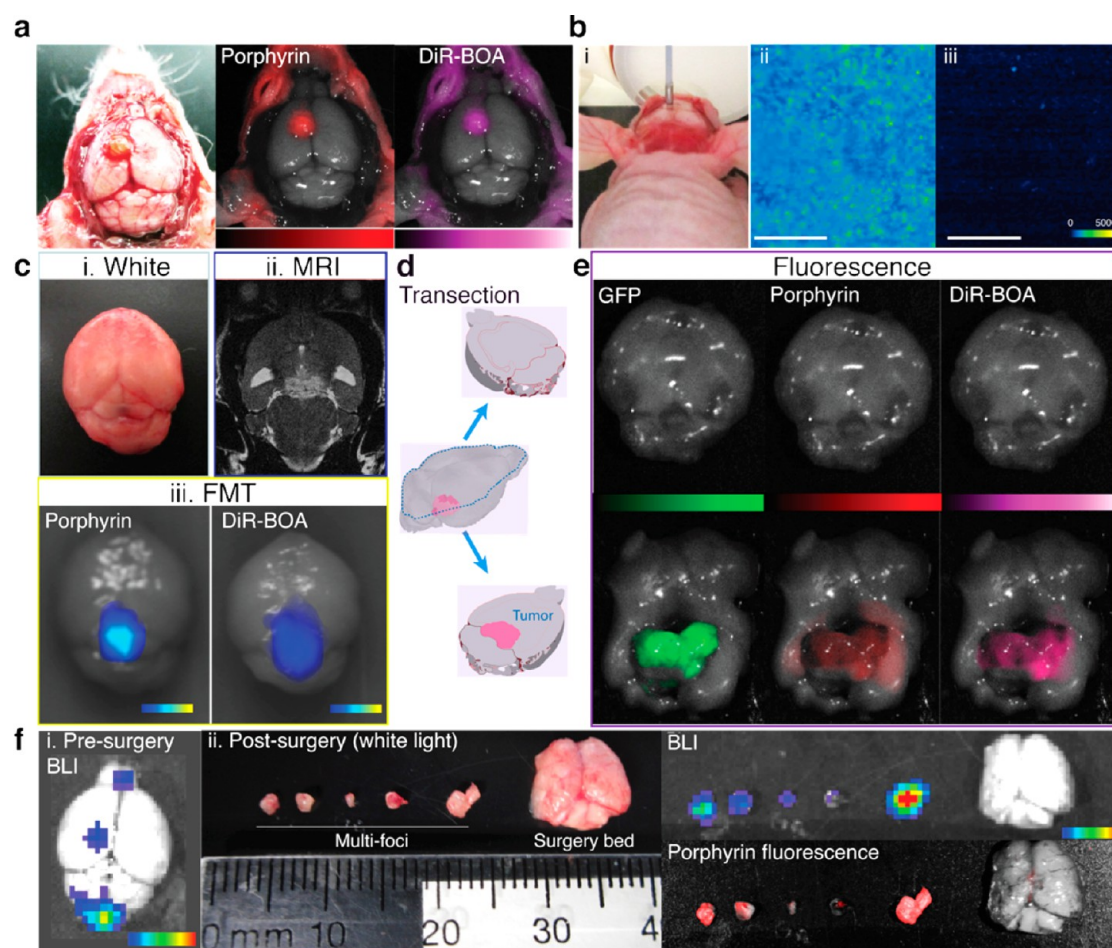 a
Porphyrin
DiR-BOA
b
i
ii
iii
0 5000
c
i. White
ii. MRI
iii. FMT
Porphyrin
DiR-BOA
d
Transection
Tumor
e
Fluorescence
GFP
Porphyrin
DiR-BOA
f
i. Pre-surgery
BLI
ii. Post-surgery (white light)
Multi-foci
Surgery bed
0 mm 10 20 30
BLI
Porphyrin fluorescence